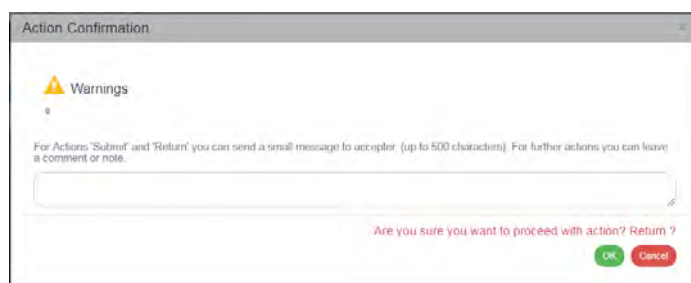 Action Confirmation
Warnings
For Actions 'Submit' and 'Return' you can send a small message to accepter (up to 500 characters) For further actions you can leave
a comment or note.
Are you sure you want to proceed with action? Return ?
OK Cancel